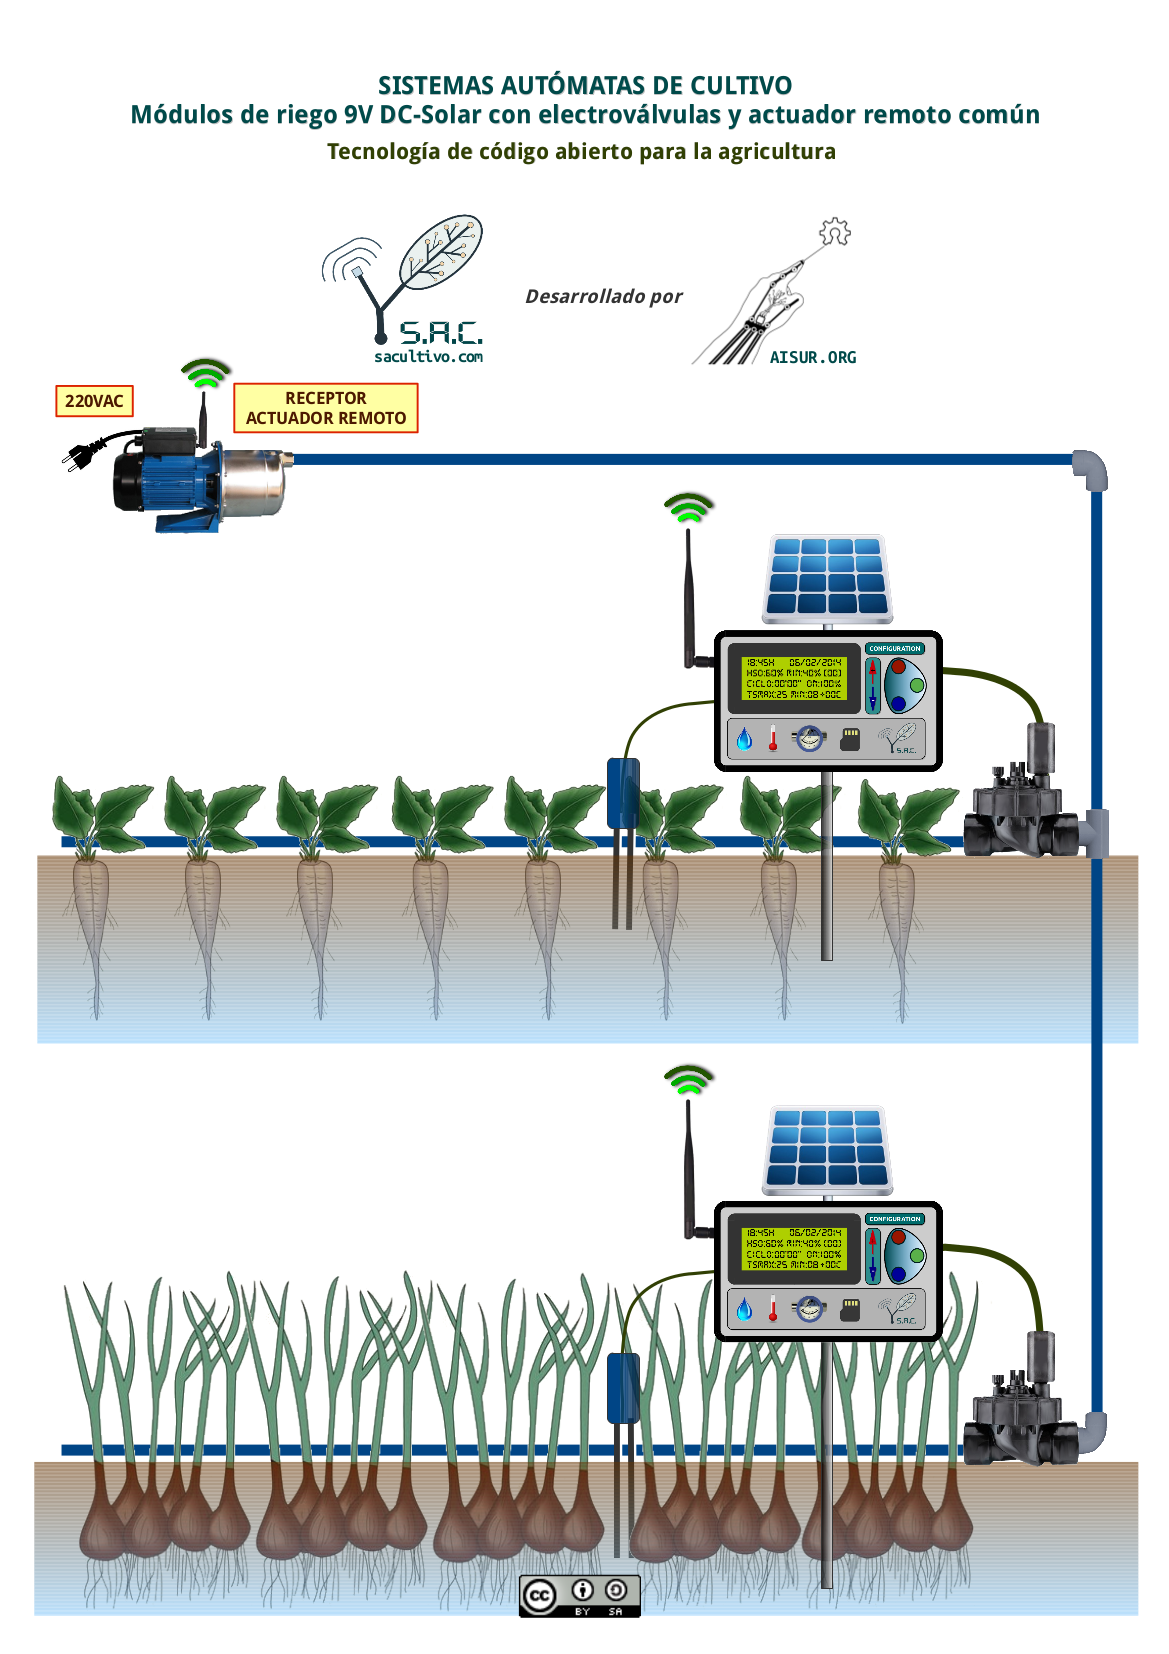 SISTEMAS AUTÓMATAS DE CULTIVO
Módulos de riego 9V DC-Solar con electroválvulas y actuador remoto común
Tecnología de código abierto para la agricultura
Desarrollado por
S.A.C.
sacultivo.com
AISUR.ORG
220VAC
RECEPTOR
ACTUADOR REMOTO
18:45H 06/02/2014
HSO:60% MIN:40% (00)
CICLO:00'00" ON:100%
TSMAX:25 MIN:08 +00C
CONFIGURATION
S.A.C.
18:45H 06/02/2014
HSO:60% MIN:40% (00)
CICLO:00'00" ON:100%
TSMAX:25 MIN:08 +00C
CONFIGURATION
S.A.C.
cc
BY SA